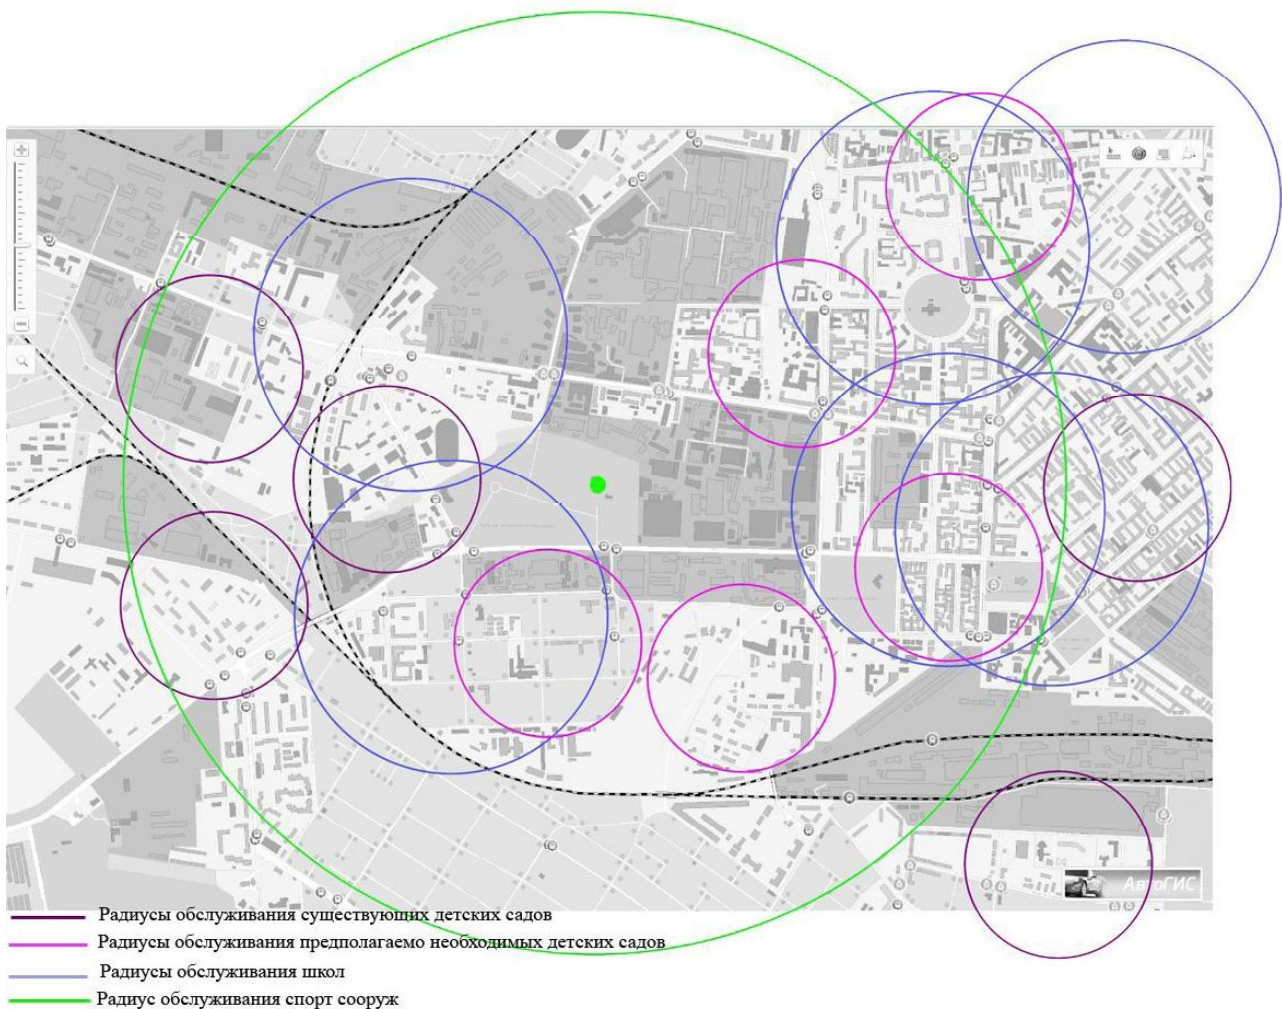 АвтоГИС
Радиусы обслуживания существующих детских садов
Радиусы обслуживания предполагаемо необходимых детских садов
Радиусы обслуживания школ
Радиус обслуживания спорт сооруж